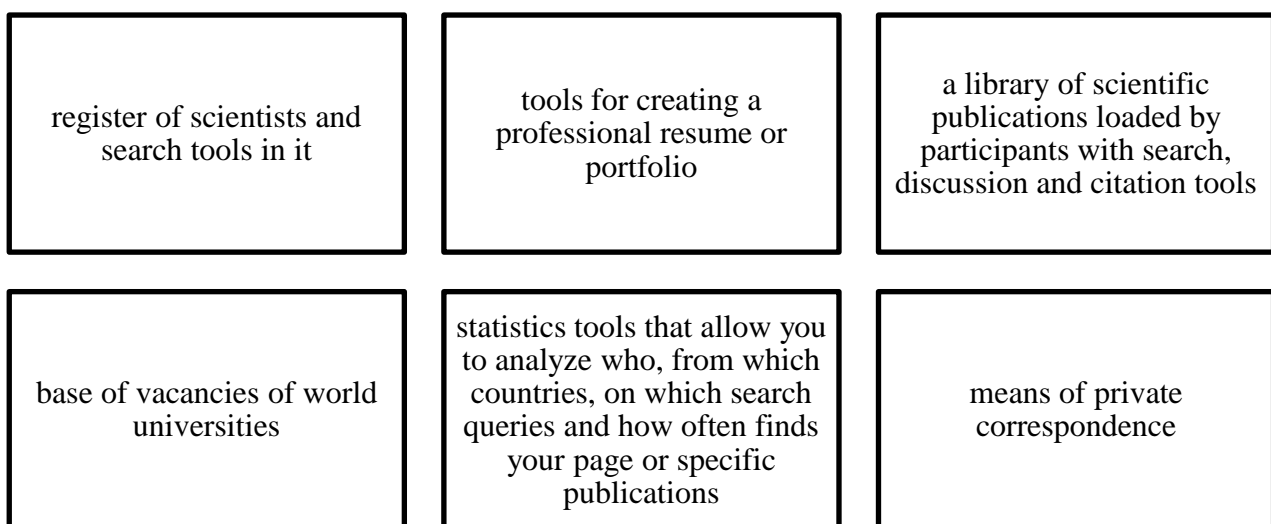 register of scientists and
search tools in it
tools for creating a
professional resume or
portfolio
a library of scientific
publications loaded by
participants with search,
discussion and citation tools
base of vacancies of world
universities
statistics tools that allow you
to analyze who, from which
countries, on which search
queries and how often finds
your page or specific
publications
means of private
correspondence